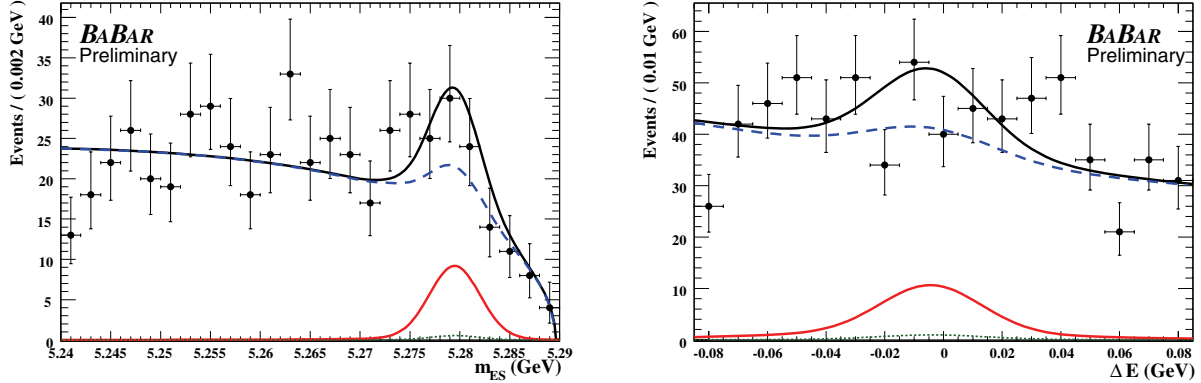 BABAR
Preliminary
Events / ( 0.002 GeV )
40
35
30
25
20
15
10
5
0
5.24 5.245 5.25 5.255 5.26 5.265 5.27 5.275 5.28 5.285 5.29
m_ES (GeV)
BABAR
Preliminary
Events / ( 0.01 GeV )
60
50
40
30
20
10
0
-0.08 -0.06 -0.04 -0.02 0 0.02 0.04 0.06 0.08
Δ E (GeV)